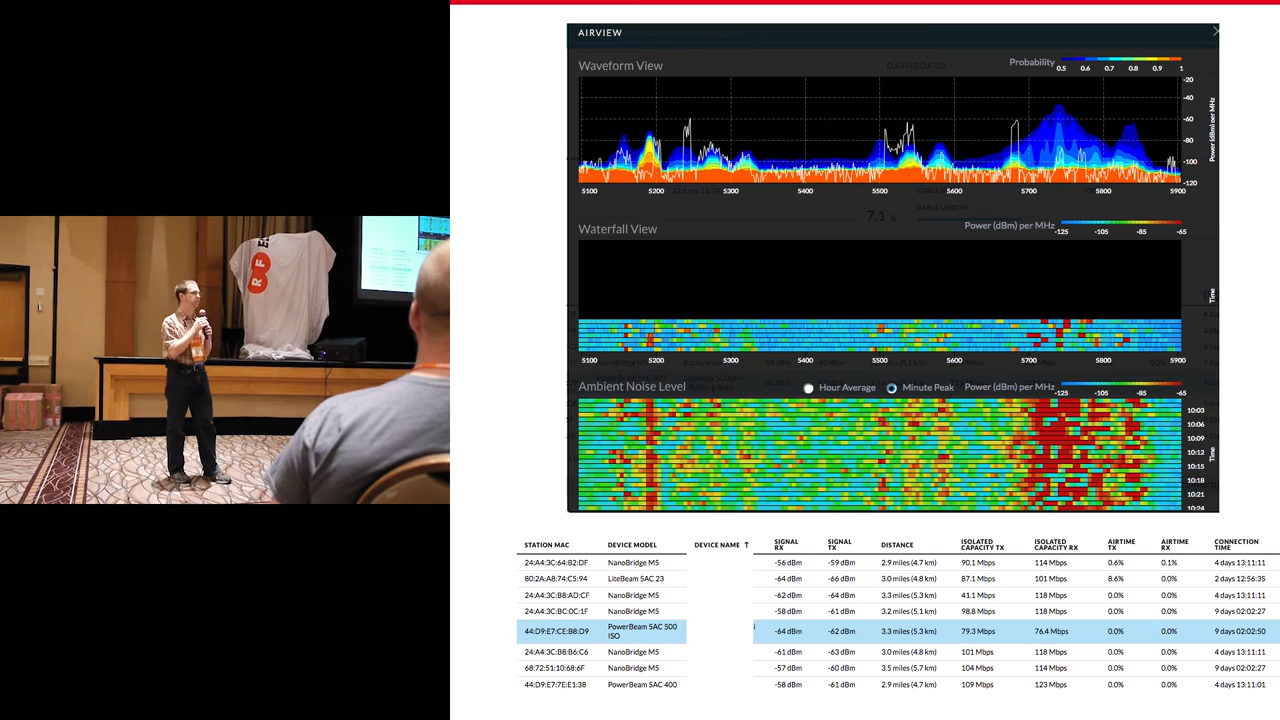 AIRVIEW
Waveform View
DASHBOARD
Probability
0.5 0.6 0.7 0.8 0.9 1
-20
-40
-60
-80
-100
-120
Power (dBm) per MHz
5100 5200 5300 5400 5500 5600 5700 5800 5900
7.1 %
CABLE LENGTH
Waterfall View
Power (dBm) per MHz
-125 -105 -85 -65
Time
5100 5200 5300 5400 5500 5600 5700 5800 5900
Ambient Noise Level
Hour Average Minute Peak Power (dBm) per MHz
-125 -105 -85 -65
10:03
10:06
10:09
10:12
10:15
10:18
10:21
10:24
Time
STATION MAC DEVICE MODEL DEVICE NAME ↑ SIGNAL RX SIGNAL TX DISTANCE ISOLATED CAPACITY TX ISOLATED CAPACITY RX AIRTIME TX AIRTIME RX CONNECTION TIME
24:A4:3C:64:B2:DF NanoBridge M5 -56 dBm -59 dBm 2.9 miles (4.7 km) 90.1 Mbps 114 Mbps 0.6% 0.1% 4 days 13:11:11
80:2A:A8:74:C5:94 LiteBeam 5AC 23 -64 dBm -66 dBm 3.0 miles (4.8 km) 87.1 Mbps 101 Mbps 8.6% 0.0% 2 days 12:56:35
24:A4:3C:B8:AD:CF NanoBridge M5 -62 dBm -64 dBm 3.3 miles (5.3 km) 41.1 Mbps 118 Mbps 0.0% 0.0% 4 days 13:11:11
24:A4:3C:BC:0C:1F NanoBridge M5 -58 dBm -61 dBm 3.2 miles (5.1 km) 98.8 Mbps 118 Mbps 0.0% 0.0% 9 days 02:02:27
44:D9:E7:CE:B8:D9 PowerBeam 5AC 500 ISO -64 dBm -62 dBm 3.3 miles (5.3 km) 79.3 Mbps 76.4 Mbps 0.0% 0.0% 9 days 02:02:50
24:A4:3C:B8:B6:C6 NanoBridge M5 -61 dBm -63 dBm 3.0 miles (4.8 km) 101 Mbps 118 Mbps 0.0% 0.0% 4 days 13:11:11
68:72:51:10:68:6F NanoBridge M5 -57 dBm -60 dBm 3.5 miles (5.7 km) 104 Mbps 114 Mbps 0.0% 0.0% 9 days 02:02:27
44:D9:E7:7E:E1:38 PowerBeam 5AC 400 -58 dBm -61 dBm 2.9 miles (4.7 km) 109 Mbps 123 Mbps 0.0% 0.0% 4 days 13:11:01